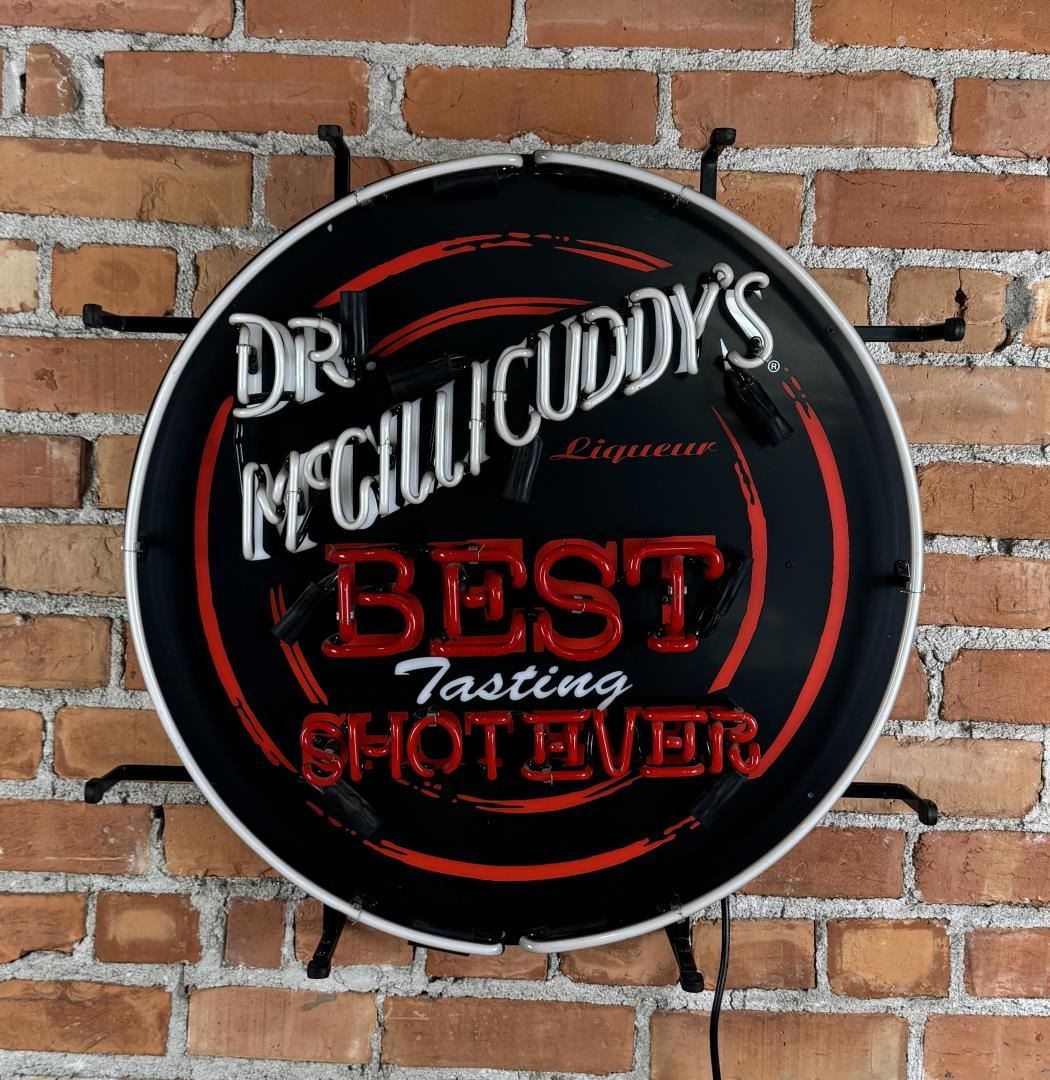 DR.
McGILLICUDDY'S®
Liqueur
BEST
Tasting
SHOT EVER